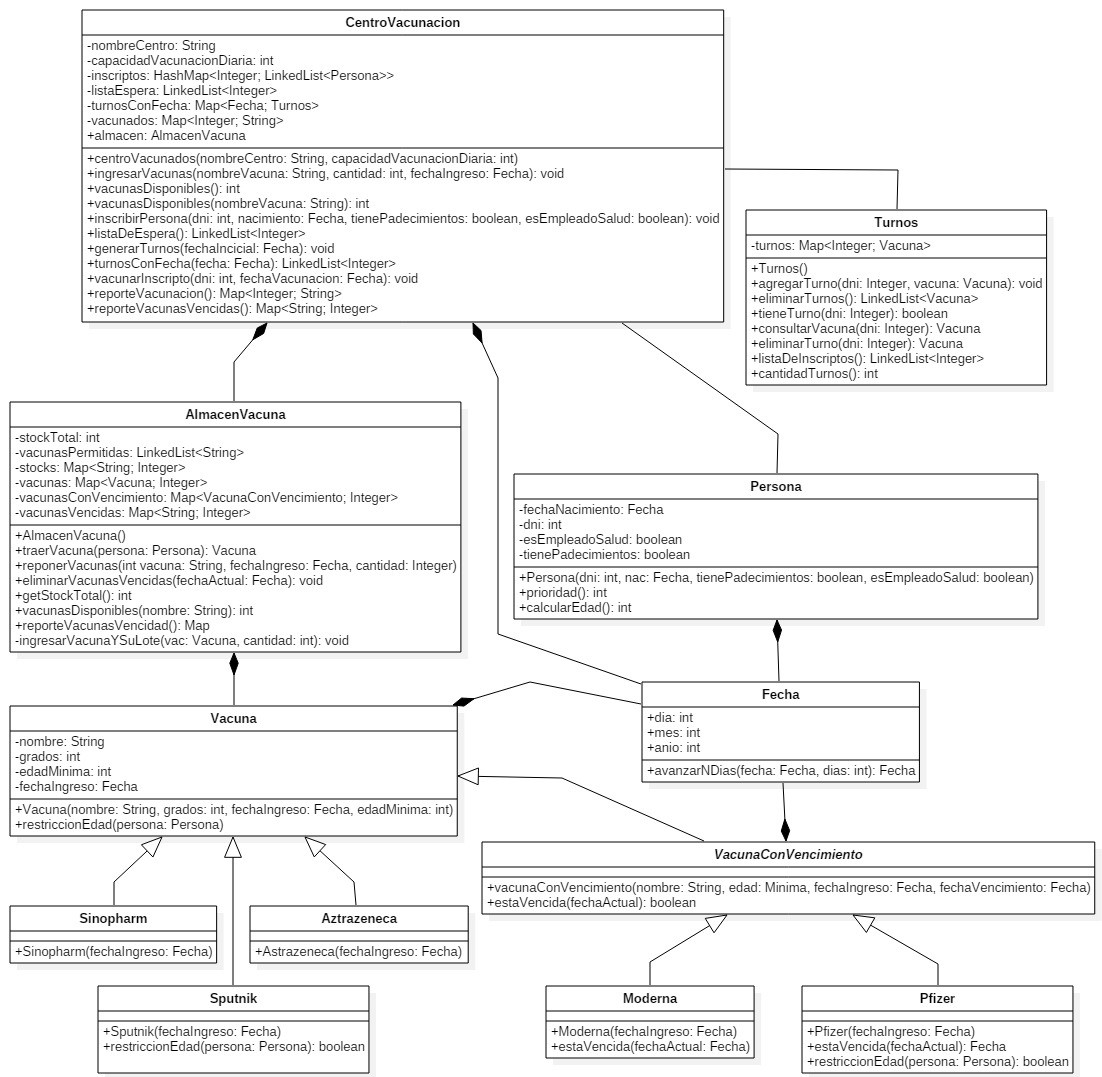 CentroVacunacion
-nombreCentro: String
-capacidadVacunacionDiaria: int
-inscriptos: HashMap<Integer; LinkedList<Persona>>
-listaEspera: LinkedList<Integer>
-turnosConFecha: Map<Fecha; Turnos>
-vacunados: Map<Integer; String>
+almacen: AlmacenVacuna
+centroVacunados(nombreCentro: String, capacidadVacunacionDiaria: int)
+ingresarVacunas(nombreVacuna: String, cantidad: int, fechaIngreso: Fecha): void
+vacunasDisponibles(): int
+vacunasDisponibles(nombreVacuna: String): int
+inscribirPersona(dni: int, nacimiento: Fecha, tienePadecimientos: boolean, esEmpleadoSalud: boolean): void
+listaDeEspera(): LinkedList<Integer>
+generarTurnos(fechaIncicial: Fecha): void
+turnosConFecha(fecha: Fecha): LinkedList<Integer>
+vacunarInscripto(dni: int, fechaVacunacion: Fecha): void
+reporteVacunacion(): Map<Integer; String>
+reporteVacunasVencidas(): Map<String; Integer>
Turnos
-turnos: Map<Integer; Vacuna>
+Turnos()
+agregarTurno(dni: Integer, vacuna: Vacuna): void
+eliminarTurnos(): LinkedList<Vacuna>
+tieneTurno(dni: Integer): boolean
+consultarVacuna(dni: Integer): Vacuna
+eliminarTurno(dni: Integer): Vacuna
+listaDeInscriptos(): LinkedList<Integer>
+cantidadTurnos(): int
AlmacenVacuna
-stockTotal: int
-vacunasPermitidas: LinkedList<String>
-stocks: Map<String; Integer>
-vacunas: Map<Vacuna; Integer>
-vacunasConVencimiento: Map<VacunaConVencimiento; Integer>
-vacunasVencidas: Map<String; Integer>
+AlmacenVacuna()
+traerVacuna(persona: Persona): Vacuna
+reponerVacunas(int vacuna: String, fechaIngreso: Fecha, cantidad: Integer)
+eliminarVacunasVencidas(fechaActual: Fecha): void
+getStockTotal(): int
+vacunasDisponibles(nombre: String): int
+reporteVacunasVencidad(): Map
-ingresarVacunaYSuLote(vac: Vacuna, cantidad: int): void
Persona
-fechaNacimiento: Fecha
-dni: int
-esEmpleadoSalud: boolean
-tienePadecimientos: boolean
+Persona(dni: int, nac: Fecha, tienePadecimientos: boolean, esEmpleadoSalud: boolean)
+prioridad(): int
+calcularEdad(): int
Fecha
+dia: int
+mes: int
+anio: int
+avanzarNDias(fecha: Fecha, dias: int): Fecha
Vacuna
-nombre: String
-grados: int
-edadMinima: int
-fechaIngreso: Fecha
+Vacuna(nombre: String, grados: int, fechaIngreso: Fecha, edadMinima: int)
+restriccionEdad(persona: Persona)
VacunaConVencimiento
+vacunaConVencimiento(nombre: String, edad: Minima, fechaIngreso: Fecha, fechaVencimiento: Fecha)
+estaVencida(fechaActual): boolean
Sinopharm
+Sinopharm(fechaIngreso: Fecha)
Aztrazeneca
+Astrazeneca(fechaIngreso: Fecha)
Sputnik
+Sputnik(fechaIngreso: Fecha)
+restriccionEdad(persona: Persona): boolean
Moderna
+Moderna(fechaIngreso: Fecha)
+estaVencida(fechaActual: Fecha)
Pfizer
+Pfizer(fechaIngreso: Fecha)
+estaVencida(fechaActual): Fecha
+restriccionEdad(persona: Persona): boolean